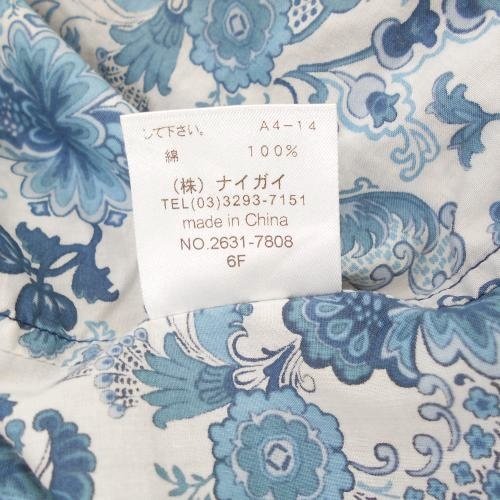 して下さい。 A4-14
綿 100%
(株) ナイガイ
TEL(03)3293-7151
made in China
NO.2631-7808
6F